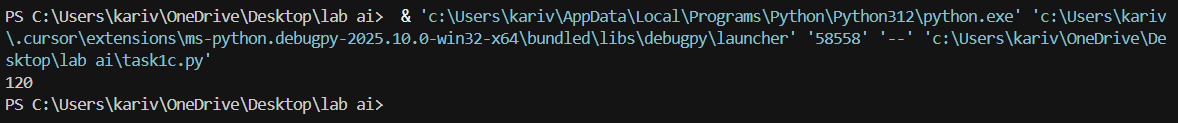 PS C:\Users\kariv\OneDrive\Desktop\lab ai>  & 'c:\Users\kariv\AppData\Local\Programs\Python\Python312\python.exe' 'c:\Users\kariv
\.cursor\extensions\ms-python.debugpy-2025.10.0-win32-x64\bundled\libs\debugpy\launcher' '58558' '--' 'c:\Users\kariv\OneDrive\De
sktop\lab ai\task1c.py'
120
PS C:\Users\kariv\OneDrive\Desktop\lab ai>